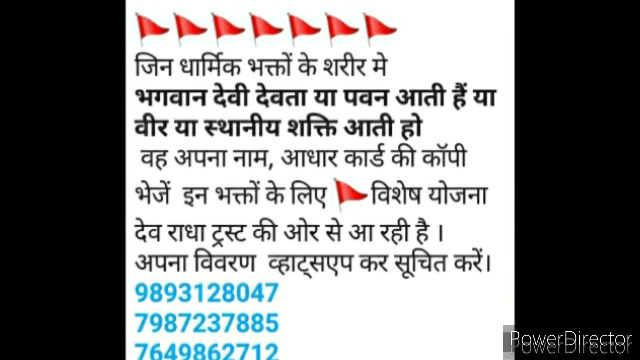 🚩🚩🚩🚩🚩🚩🚩
जिन धार्मिक भक्तों के शरीर मे
भगवान देवी देवता या पवन आती हैं या
वीर या स्थानीय शक्ति आती हो
वह अपना नाम, आधार कार्ड की कॉपी
भेजें इन भक्तों के लिए 🚩विशेष योजना
देव राधा ट्रस्ट की ओर से आ रही है ।
अपना विवरण व्हाट्सएप कर सूचित करें।
9893128047
7987237885
7649862712
PowerDirector